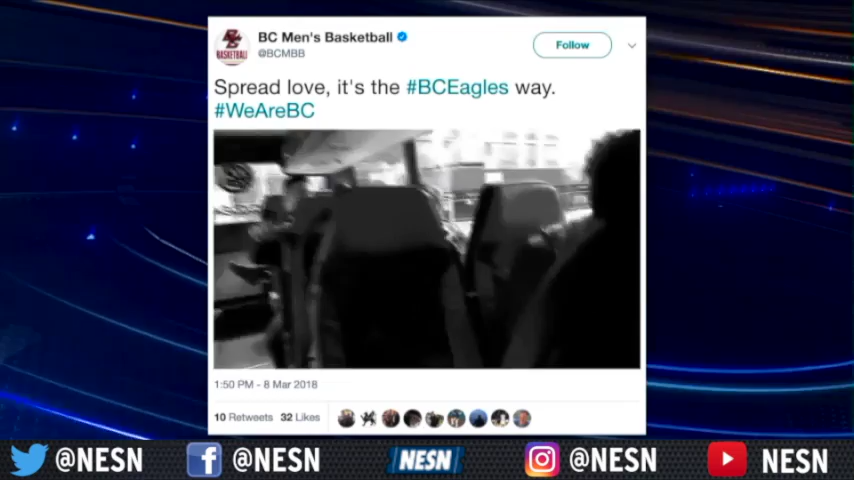 BC Men's Basketball
@BCMBB
Follow
Spread love, it's the #BCEagles way.
#WeAreBC
1:50 PM - 8 Mar 2018
10 Retweets 32 Likes
BASKETBALL
@NESN @NESN NESN @NESN NESN